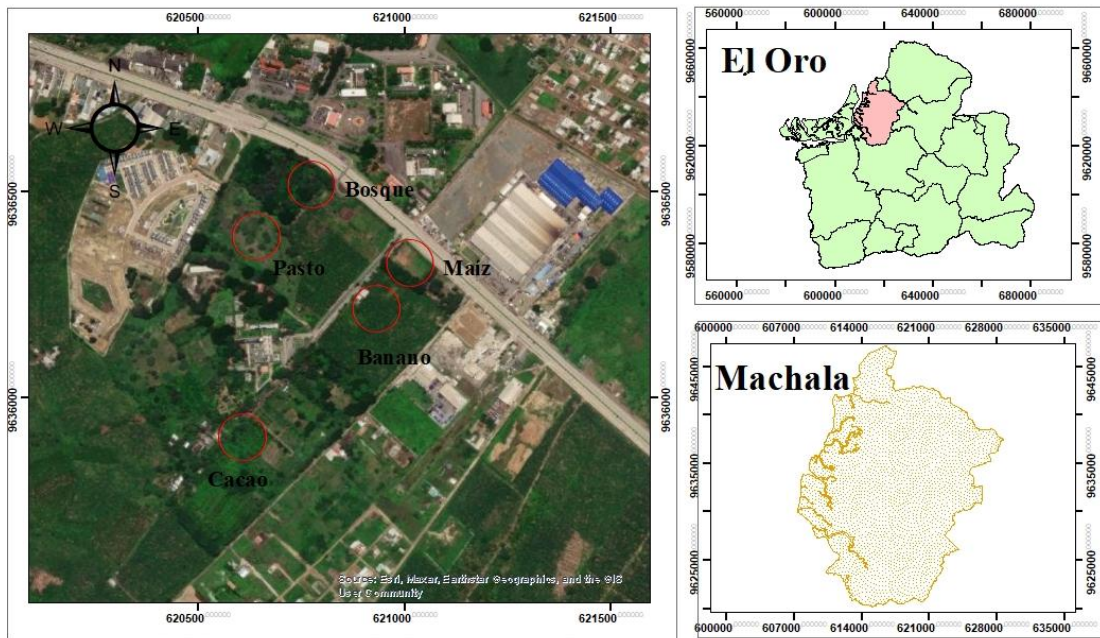 620500 621000 621500
9636500
9636000
N
W E
S
Bosque
Pasto
Maíz
Banano
Cacao
Source: Esri, Maxar, Earthstar Geographics, and the GIS
User Community
620500 621000 621500
560000 600000 640000 680000
El Oro
9660000 9660000
9620000 9620000
9580000 9580000
560000 600000 640000 680000
600000 607000 614000 621000 628000 635000
Machala
9645000 9645000
9635000 9635000
9625000 9625000
600000 607000 614000 621000 628000 635000